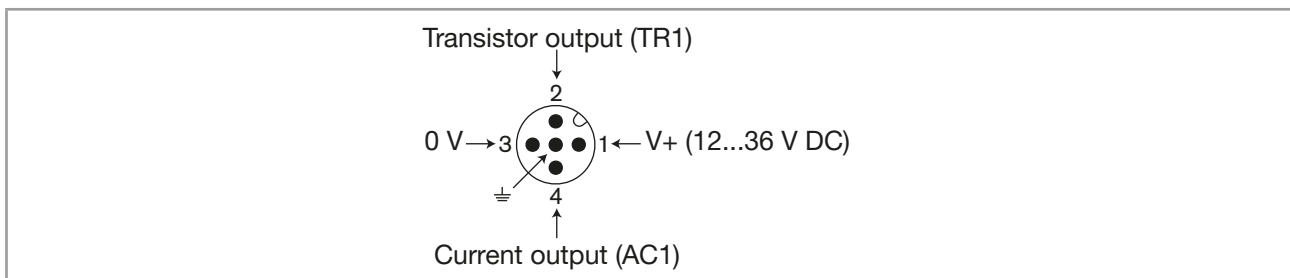 Transistor output (TR1)
2
0 V 3 1 V+ (12...36 V DC)
4
Current output (AC1)